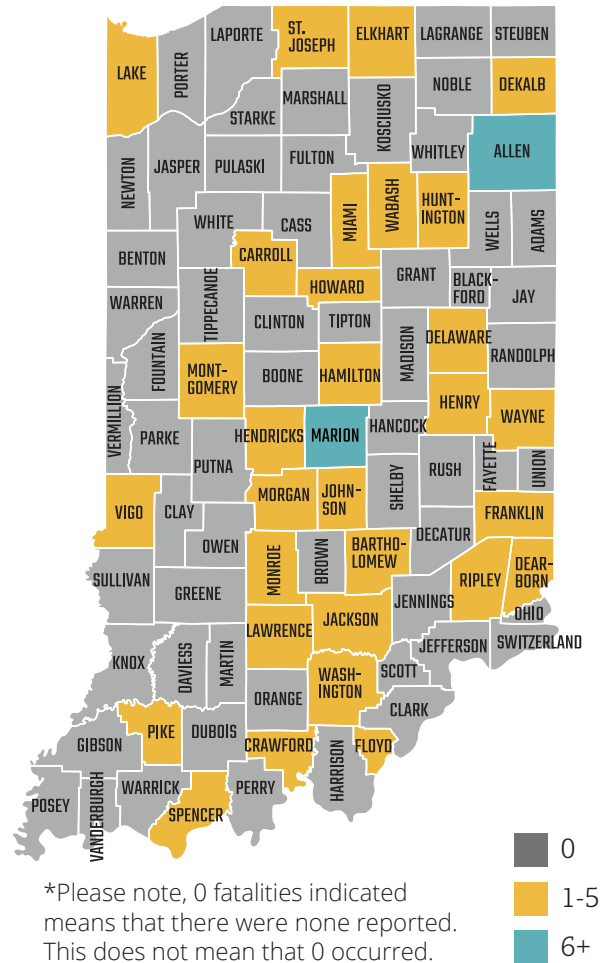 LAPORTE
ST.
JOSEPH
ELKHART
LAGRANGE
STEUBEN
LAKE
PORTER
NOBLE
DEKALB
STARKE
MARSHALL
KOSCIUSKO
WHITLEY
ALLEN
NEWTON
JASPER
PULASKI
FULTON
MIAMI
WABASH
HUNT-
INGTON
WELLS
ADAMS
WHITE
CASS
BENTON
CARROLL
HOWARD
GRANT
BLACK-
FORD
JAY
WARREN
TIPPECANOE
CLINTON
TIPTON
MADISON
DELAWARE
RANDOLPH
FOUNTAIN
MONT-
GOMERY
BOONE
HAMILTON
HENRY
WAYNE
VERMILLION
PARKE
PUTNA
HENDRICKS
MARION
HANCOCK
SHELBY
RUSH
FAYETTE
UNION
VIGO
CLAY
OWEN
MORGAN
JOHN-
SON
FRANKLIN
DECATUR
SULLIVAN
GREENE
MONROE
BROWN
BARTHO-
LOMEW
JENNINGS
RIPLEY
DEAR-
BORN
OHIO
SWITZERLAND
KNOX
DAVIESS
MARTIN
LAWRENCE
JACKSON
JEFFERSON
SCOTT
ORANGE
WASH-
INGTON
CLARK
GIBSON
PIKE
DUBOIS
CRAWFORD
HARRISON
FLOYD
POSEY
VANDERBURGH
WARRICK
SPENCER
PERRY
0
1-5
6+
*Please note, 0 fatalities indicated
means that there were none reported.
This does not mean that 0 occurred.